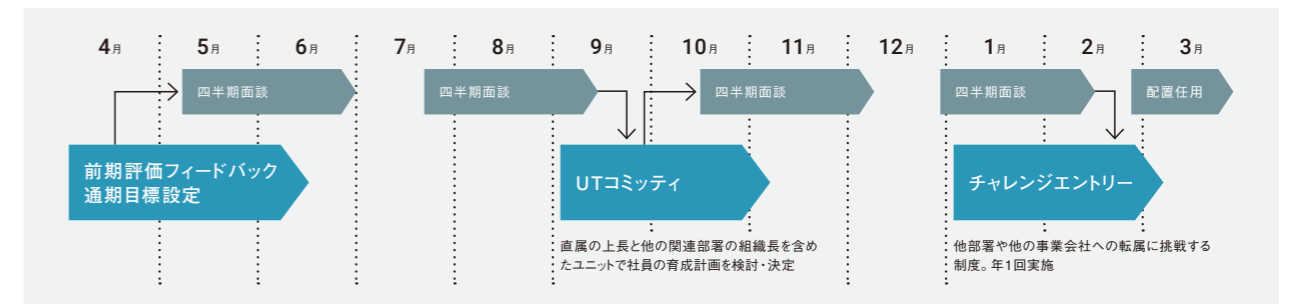 4月 5月 6月 7月 8月 9月 10月 11月 12月 1月 2月 3月
四半期面談 四半期面談 四半期面談 四半期面談 配置任用
前期評価フィードバック
通期目標設定
UTコミッティ
チャレンジエントリー
直属の上長と他の関連部署の組織長を含め
たユニットで社員の育成計画を検討・決定
他部署や他の事業会社への転属に挑戦する
制度。年1回実施